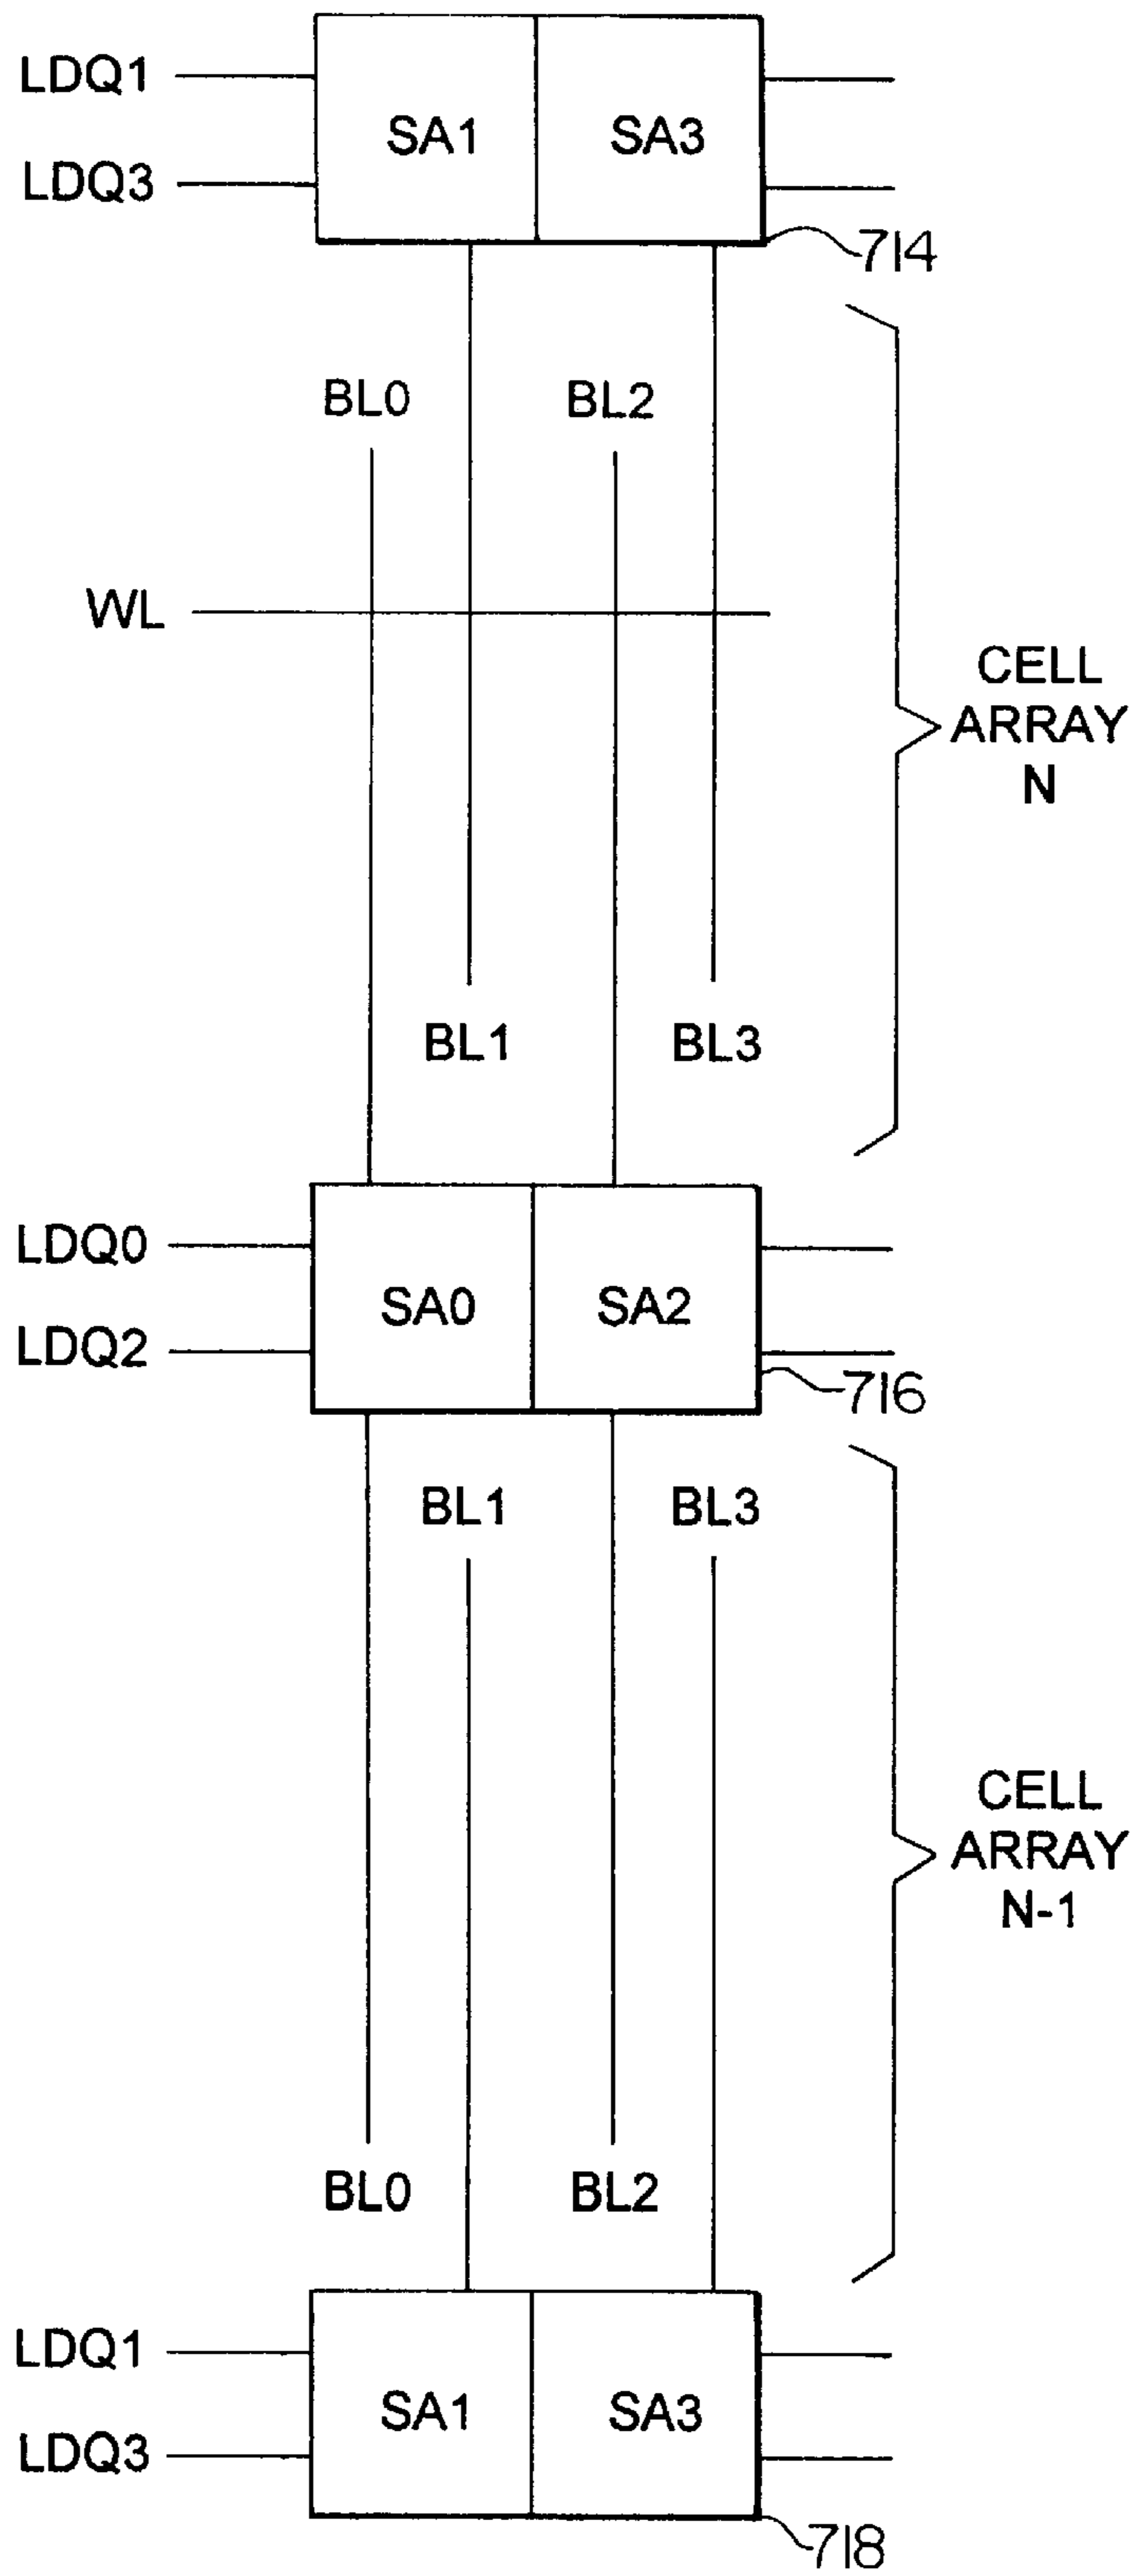 LDQ1
SA1 SA3
LDQ3
714
BL0 BL2
WL
CELL
ARRAY
N
BL1 BL3
LDQ0
SA0 SA2
LDQ2
716
BL1 BL3
CELL
ARRAY
N-1
BL0 BL2
LDQ1
SA1 SA3
LDQ3
718